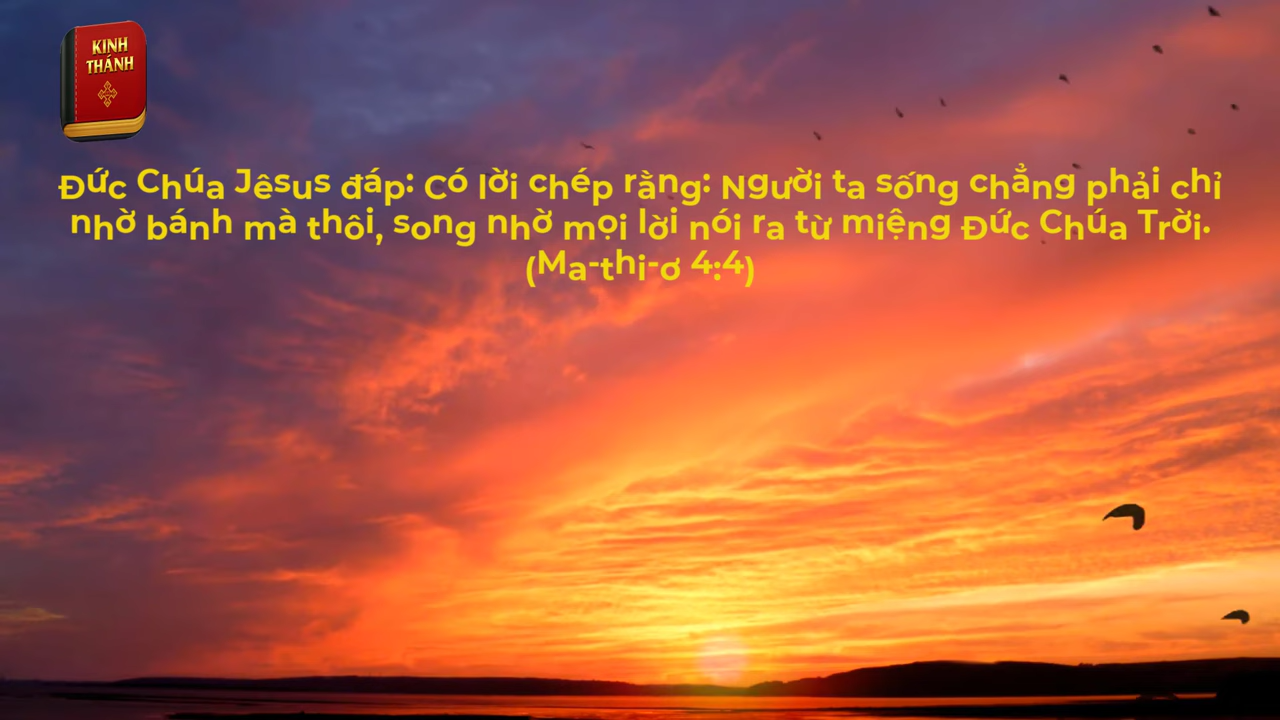 KINH
THÁNH
Đức Chúa Jêsus đáp: Có lời chép rằng: Người ta sống chẳng phải chỉ
nhờ bánh mà thôi, song nhờ mọi lời nói ra từ miệng Đức Chúa Trời.
(Ma-thi-ơ 4:4)